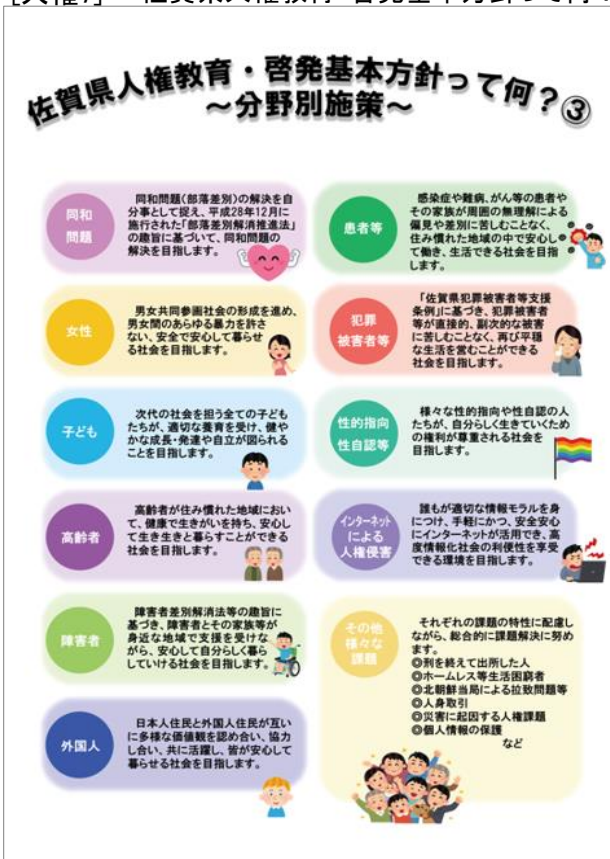 佐賀県人権教育・啓発基本方針って何？③
～分野別施策～
同和
問題
同和問題(部落差別)の解決を自
分事として捉え、平成28年12月に
施行された「部落差別解消推進法」
の趣旨に基づいて、同和問題の
解決を目指します。
女性
男女共同参画社会の形成を進め、
男女間のあらゆる暴力を許さ
ない、安全で安心して暮らせ
る社会を目指します。
子ども
次代の社会を担う全ての子ども
たちが、適切な養育を受け、健や
かな成長・発達や自立が図られる
ことを目指します。
高齢者
高齢者が住み慣れた地域におい
て、健康で生きがいを持ち、安心し
て生き生きと暮らすことができる
社会を目指します。
障害者
障害者差別解消法等の趣旨に
基づき、障害者とその家族等が
身近な地域で支援を受けな
がら、安心して自分らしく暮ら
していける社会を目指します。
外国人
日本人住民と外国人住民が互い
に多様な価値観を認め合い、協力
し合い、共に活躍し、皆が安心して
暮らせる社会を目指します。
患者等
感染症や難病、がん等の患者や
その家族が周囲の無理解による
偏見や差別に苦しむことなく、
住み慣れた地域の中で安心し
て働き、生活できる社会を目指
します。
犯罪
被害者等
「佐賀県犯罪被害者等支援
条例」に基づき、犯罪被害者
等が直接的、副次的な被害
に苦しむことなく、再び平穏
な生活を営むことができる
社会を目指します。
性的指向
性自認等
様々な性的指向や性自認の人
たちが、自分らしく生きていくため
の権利が尊重される社会を
目指します。
インターネット
による
人権侵害
誰もが適切な情報モラルを身
につけ、手軽にかつ、安全安心
にインターネットが活用でき、高
度情報化社会の利便性を享受
できる環境を目指します。
その他
様々な
課題
それぞれの課題の特性に配慮し
ながら、総合的に課題解決に努め
ます。
◎刑を終えて出所した人
◎ホームレス等生活困窮者
◎北朝鮮当局による拉致問題等
◎人身取引
◎災害に起因する人権課題
◎個人情報の保護
など